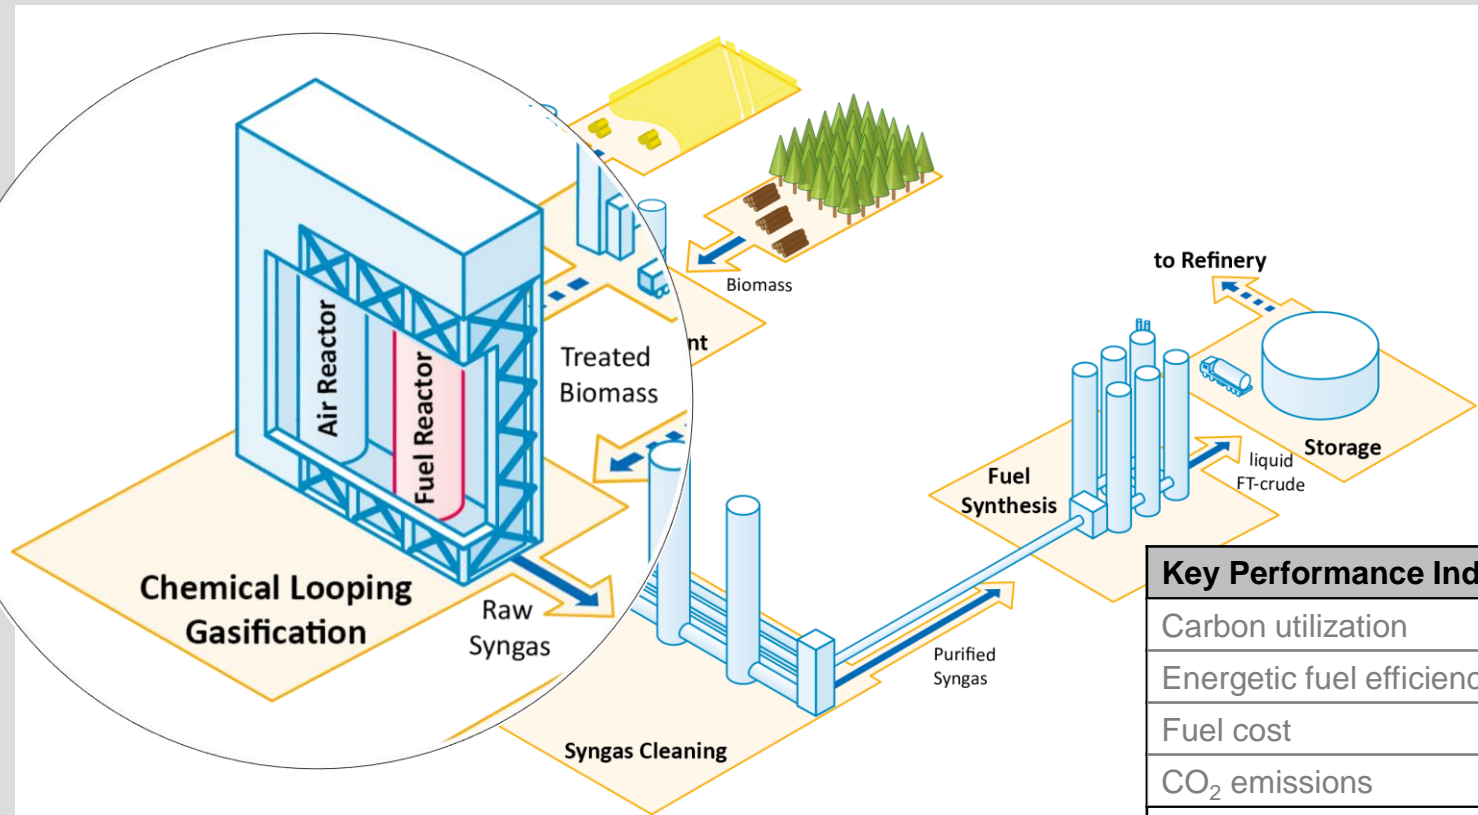 Biomass
nt
Treated
Biomass
Air Reactor
Fuel Reactor
Chemical Looping
Gasification
Raw
Syngas
Syngas Cleaning
Purified
Syngas
Fuel
Synthesis
liquid
FT-crude
Storage
to Refinery
Key Performance Ind
Carbon utilization
Energetic fuel efficienc
Fuel cost
CO₂ emissions